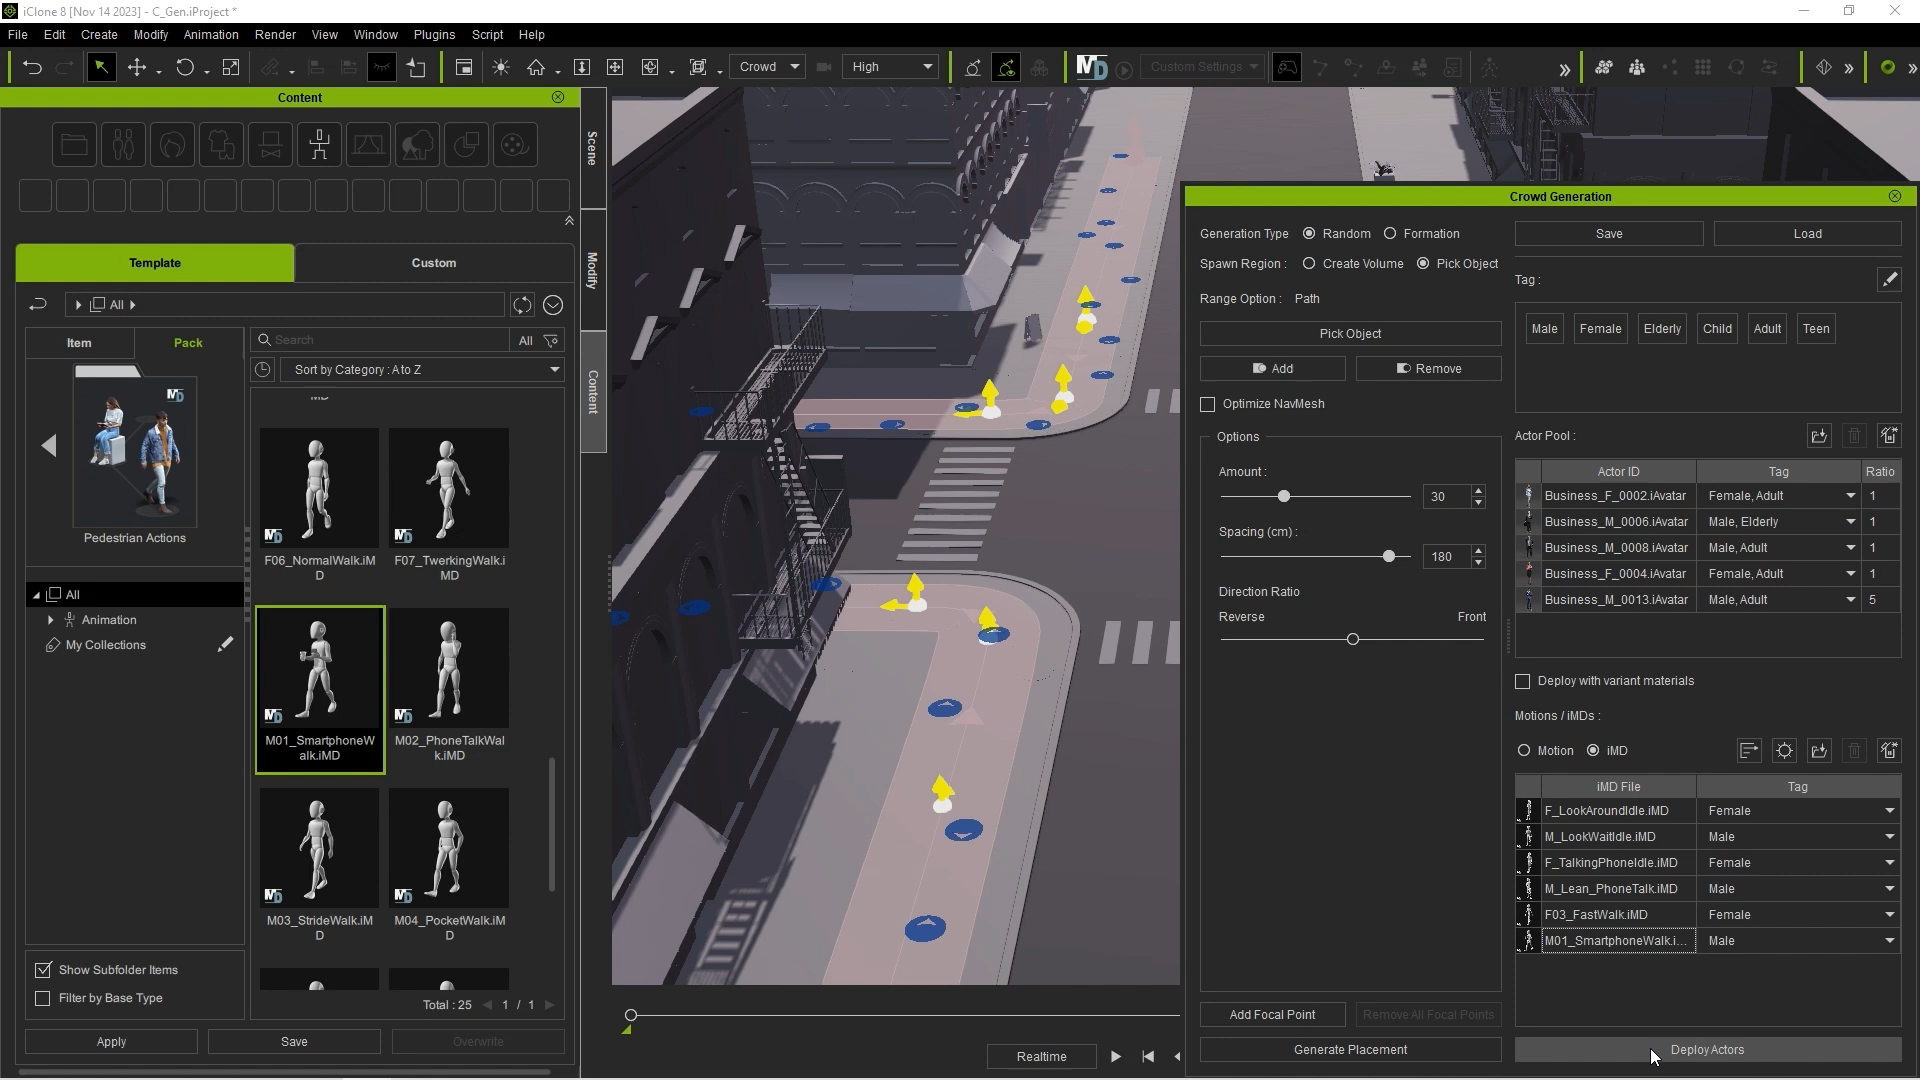 iClone 8 [Nov 14 2023] - C_Gen.iProject *
File Edit Create Modify Animation Render View Window Plugins Script Help
Crowd High MD Custom Settings
Content
Template Custom
All
Item Pack
Search All
Sort by Category : A to Z
Pedestrian Actions
All
Animation
My Collections
F06_NormalWalk.iM
D
F07_TwerkingWalk.i
MD
M01_SmartphoneW
alk.iMD
M02_PhoneTalkWal
k.iMD
M03_StrideWalk.iM
D
M04_PocketWalk.iM
D
Show Subfolder Items
Filter by Base Type
Total : 25 1 / 1
Apply Save Overwrite
Scene
Modify
Content
Realtime
Crowd Generation
Generation Type Random Formation
Spawn Region : Create Volume Pick Object
Range Option : Path
Pick Object
Add Remove
Optimize NavMesh
Options
Amount :
30
Spacing (cm) :
180
Direction Ratio
Reverse Front
Add Focal Point Remove All Focal Points
Generate Placement
Save Load
Tag :
Male Female Elderly Child Adult Teen
Actor Pool :
Actor ID Tag Ratio
Business_F_0002.iAvatar Female, Adult 1
Business_M_0006.iAvatar Male, Elderly 1
Business_M_0008.iAvatar Male, Adult 1
Business_F_0004.iAvatar Female, Adult 1
Business_M_0013.iAvatar Male, Adult 5
Deploy with variant materials
Motions / iMDs :
Motion iMD
iMD File Tag
F_LookAroundIdle.iMD Female
M_LookWaitIdle.iMD Male
F_TalkingPhoneIdle.iMD Female
M_Lean_PhoneTalk.iMD Male
F03_FastWalk.iMD Female
M01_SmartphoneWalk.i... Male
Deploy Actors